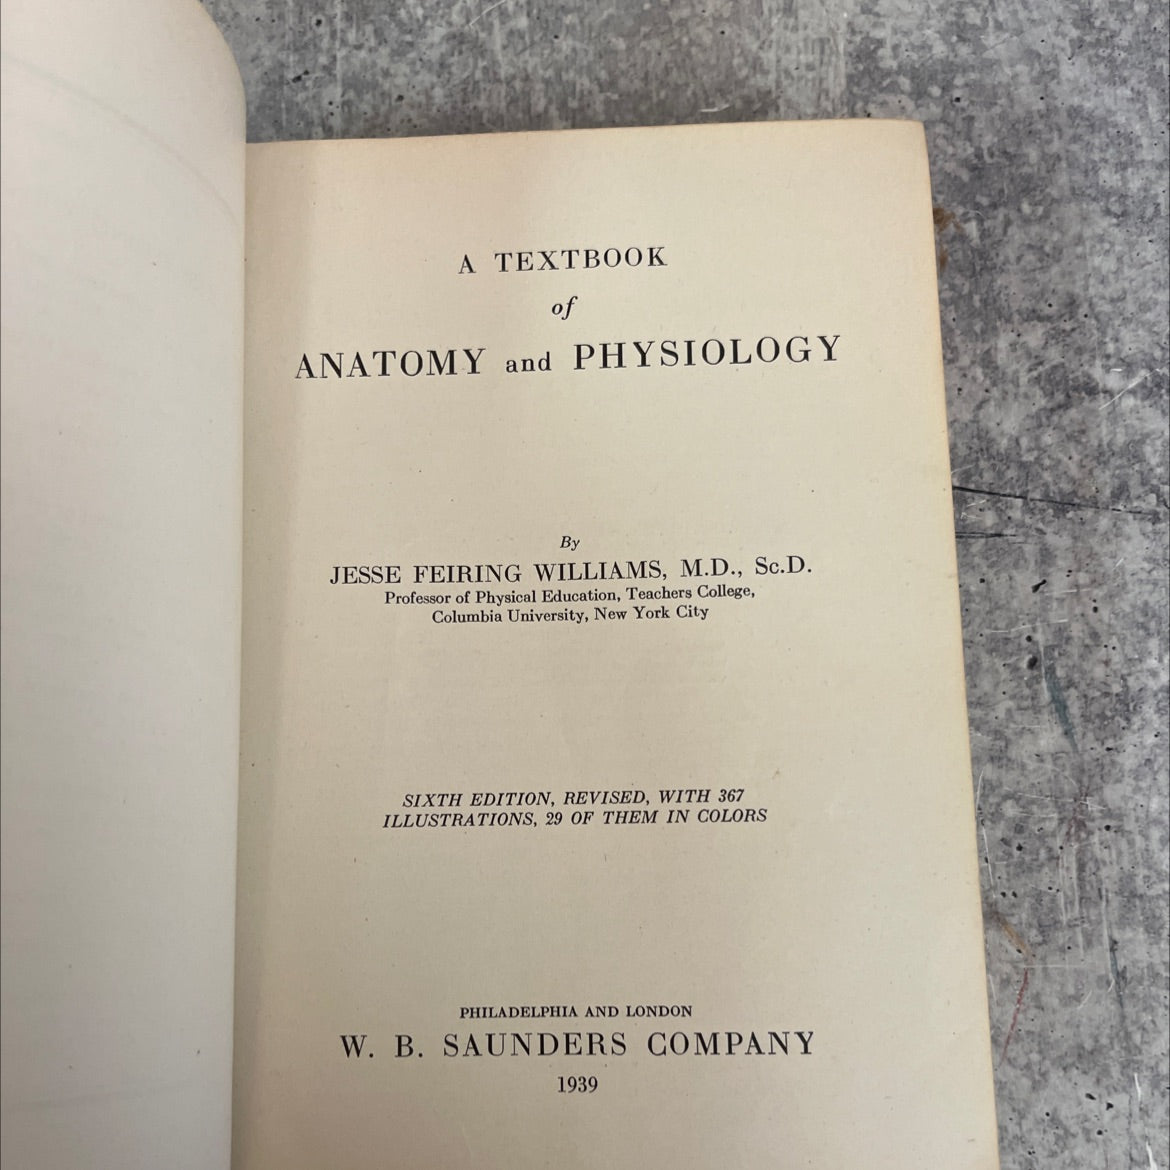 A TEXTBOOK
of
ANATOMY and PHYSIOLOGY
By
JESSE FEIRING WILLIAMS, M.D., Sc.D.
Professor of Physical Education, Teachers College,
Columbia University, New York City
SIXTH EDITION, REVISED, WITH 367
ILLUSTRATIONS, 29 OF THEM IN COLORS
PHILADELPHIA AND LONDON
W. B. SAUNDERS COMPANY
1939